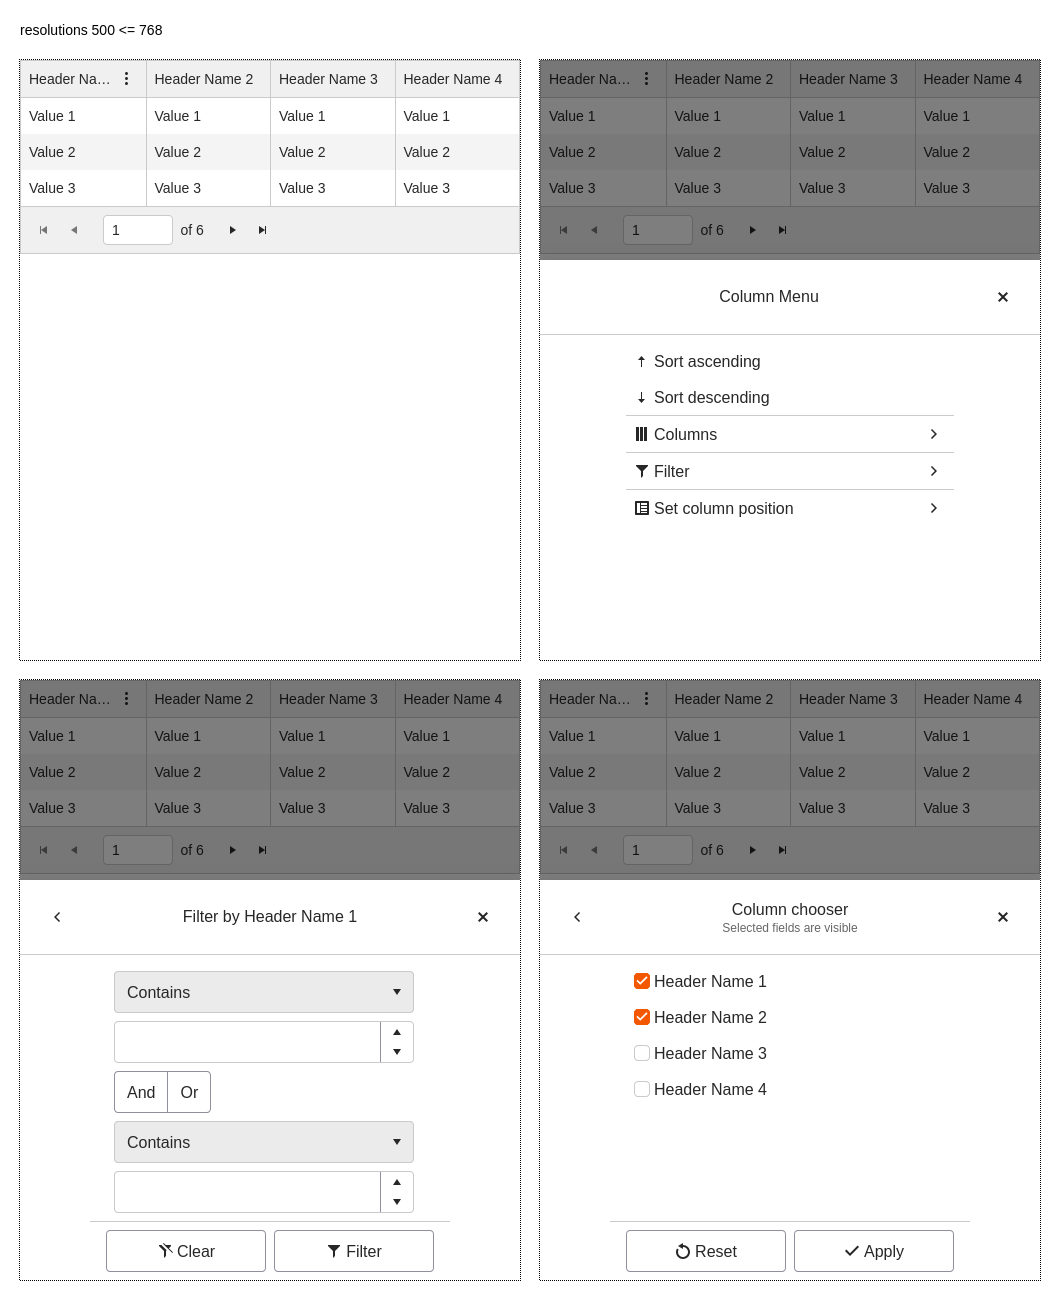 resolutions 500 <= 768
Header Na... Header Name 2 Header Name 3 Header Name 4
Value 1 Value 1 Value 1 Value 1
Value 2 Value 2 Value 2 Value 2
Value 3 Value 3 Value 3 Value 3
1 of 6
Header Na... Header Name 2 Header Name 3 Header Name 4
Value 1 Value 1 Value 1 Value 1
Value 2 Value 2 Value 2 Value 2
Value 3 Value 3 Value 3 Value 3
1 of 6
Column Menu
Sort ascending
Sort descending
Columns
Filter
Set column position
Header Na... Header Name 2 Header Name 3 Header Name 4
Value 1 Value 1 Value 1 Value 1
Value 2 Value 2 Value 2 Value 2
Value 3 Value 3 Value 3 Value 3
1 of 6
Filter by Header Name 1
Contains
And Or
Contains
Clear Filter
Header Na... Header Name 2 Header Name 3 Header Name 4
Value 1 Value 1 Value 1 Value 1
Value 2 Value 2 Value 2 Value 2
Value 3 Value 3 Value 3 Value 3
1 of 6
Column chooser
Selected fields are visible
Header Name 1
Header Name 2
Header Name 3
Header Name 4
Reset Apply